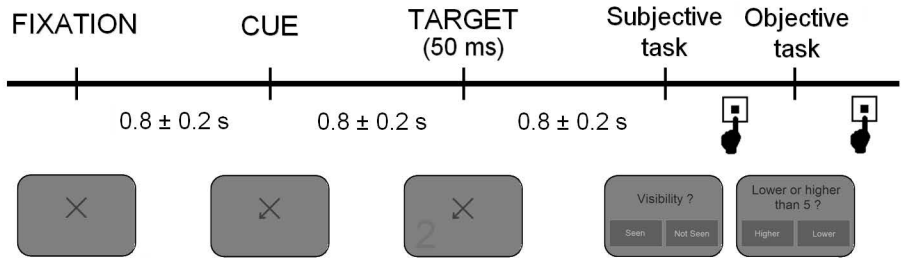 FIXATION
CUE
TARGET
(50 ms)
Subjective
task
Objective
task
0.8 ± 0.2 s
0.8 ± 0.2 s
0.8 ± 0.2 s
2
Visibility ?
Seen
Not Seen
Lower or higher
than 5 ?
Higher
Lower